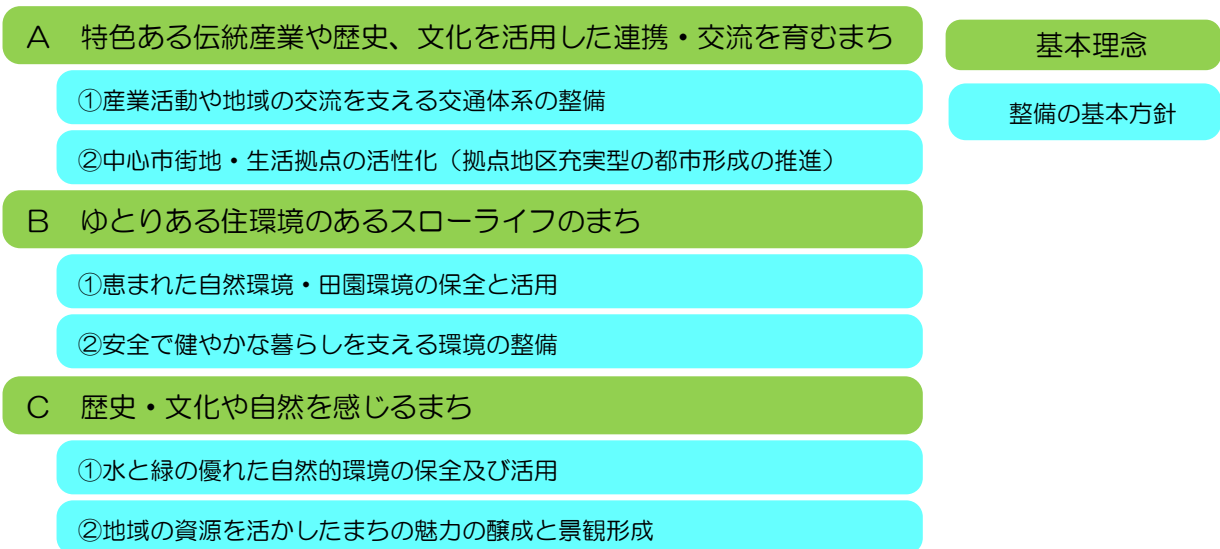 A 特色ある伝統産業や歴史、文化を活用した連携・交流を育むまち
①産業活動や地域の交流を支える交通体系の整備
②中心市街地・生活拠点の活性化（拠点地区充実型の都市形成の推進）
B ゆとりある住環境のあるスローライフのまち
①恵まれた自然環境・田園環境の保全と活用
②安全で健やかな暮らしを支える環境の整備
C 歴史・文化や自然を感じるまち
①水と緑の優れた自然的環境の保全及び活用
②地域の資源を活かしたまちの魅力の醸成と景観形成
基本理念
整備の基本方針